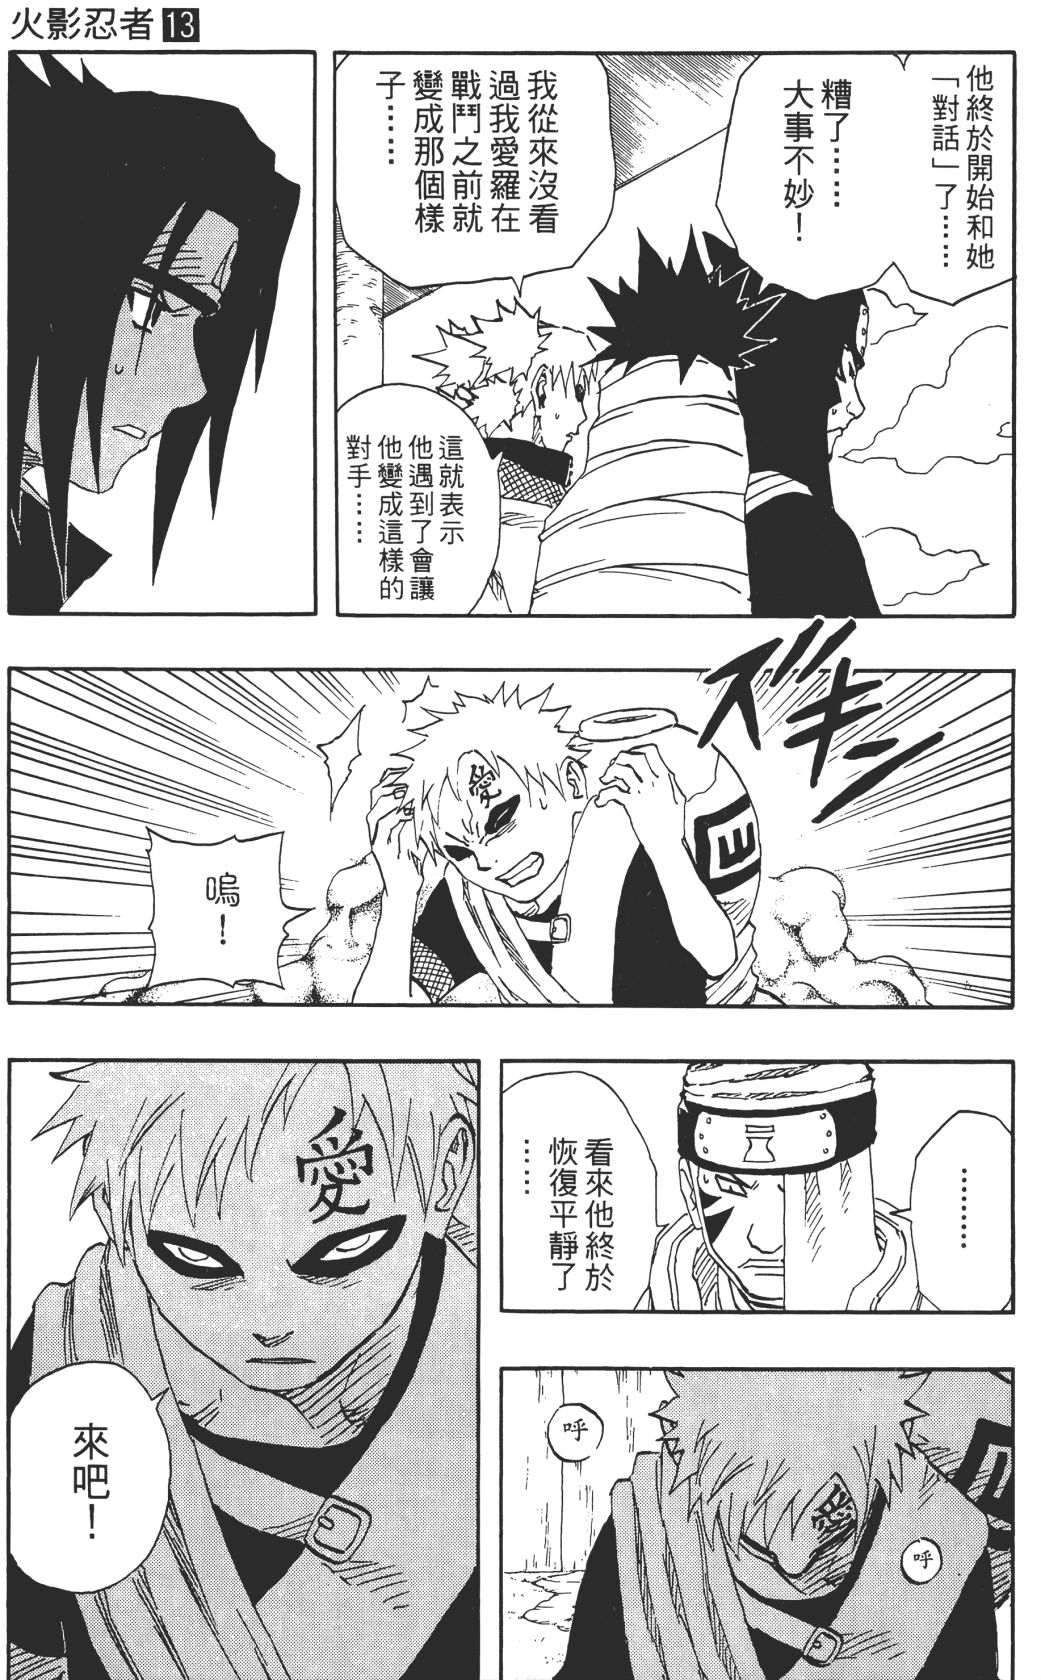 火影忍者13
他終於開始和她
「對話」了……
糟了……
大事不妙！
我從來沒看
過我愛羅在
戰鬥之前就
變成那個樣
子……
這就表示
他遇到了會讓
他變成這樣的
對手……
ズキン
愛
嗚！
………
看來他終於
恢復平靜了
……
愛
呼
愛
呼
來吧！